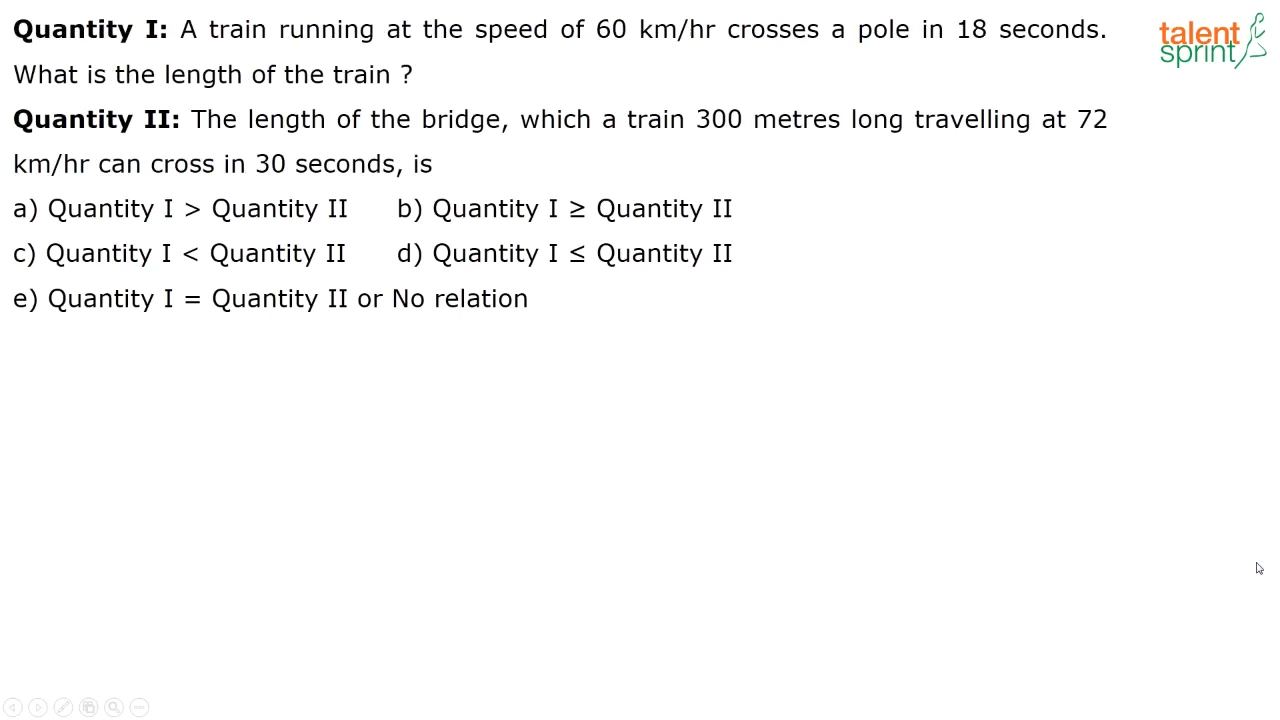 Quantity I: A train running at the speed of 60 km/hr crosses a pole in 18 seconds.
What is the length of the train ?
Quantity II: The length of the bridge, which a train 300 metres long travelling at 72
km/hr can cross in 30 seconds, is
a) Quantity I > Quantity II b) Quantity I ≥ Quantity II
c) Quantity I < Quantity II d) Quantity I ≤ Quantity II
e) Quantity I = Quantity II or No relation
talent
sprint